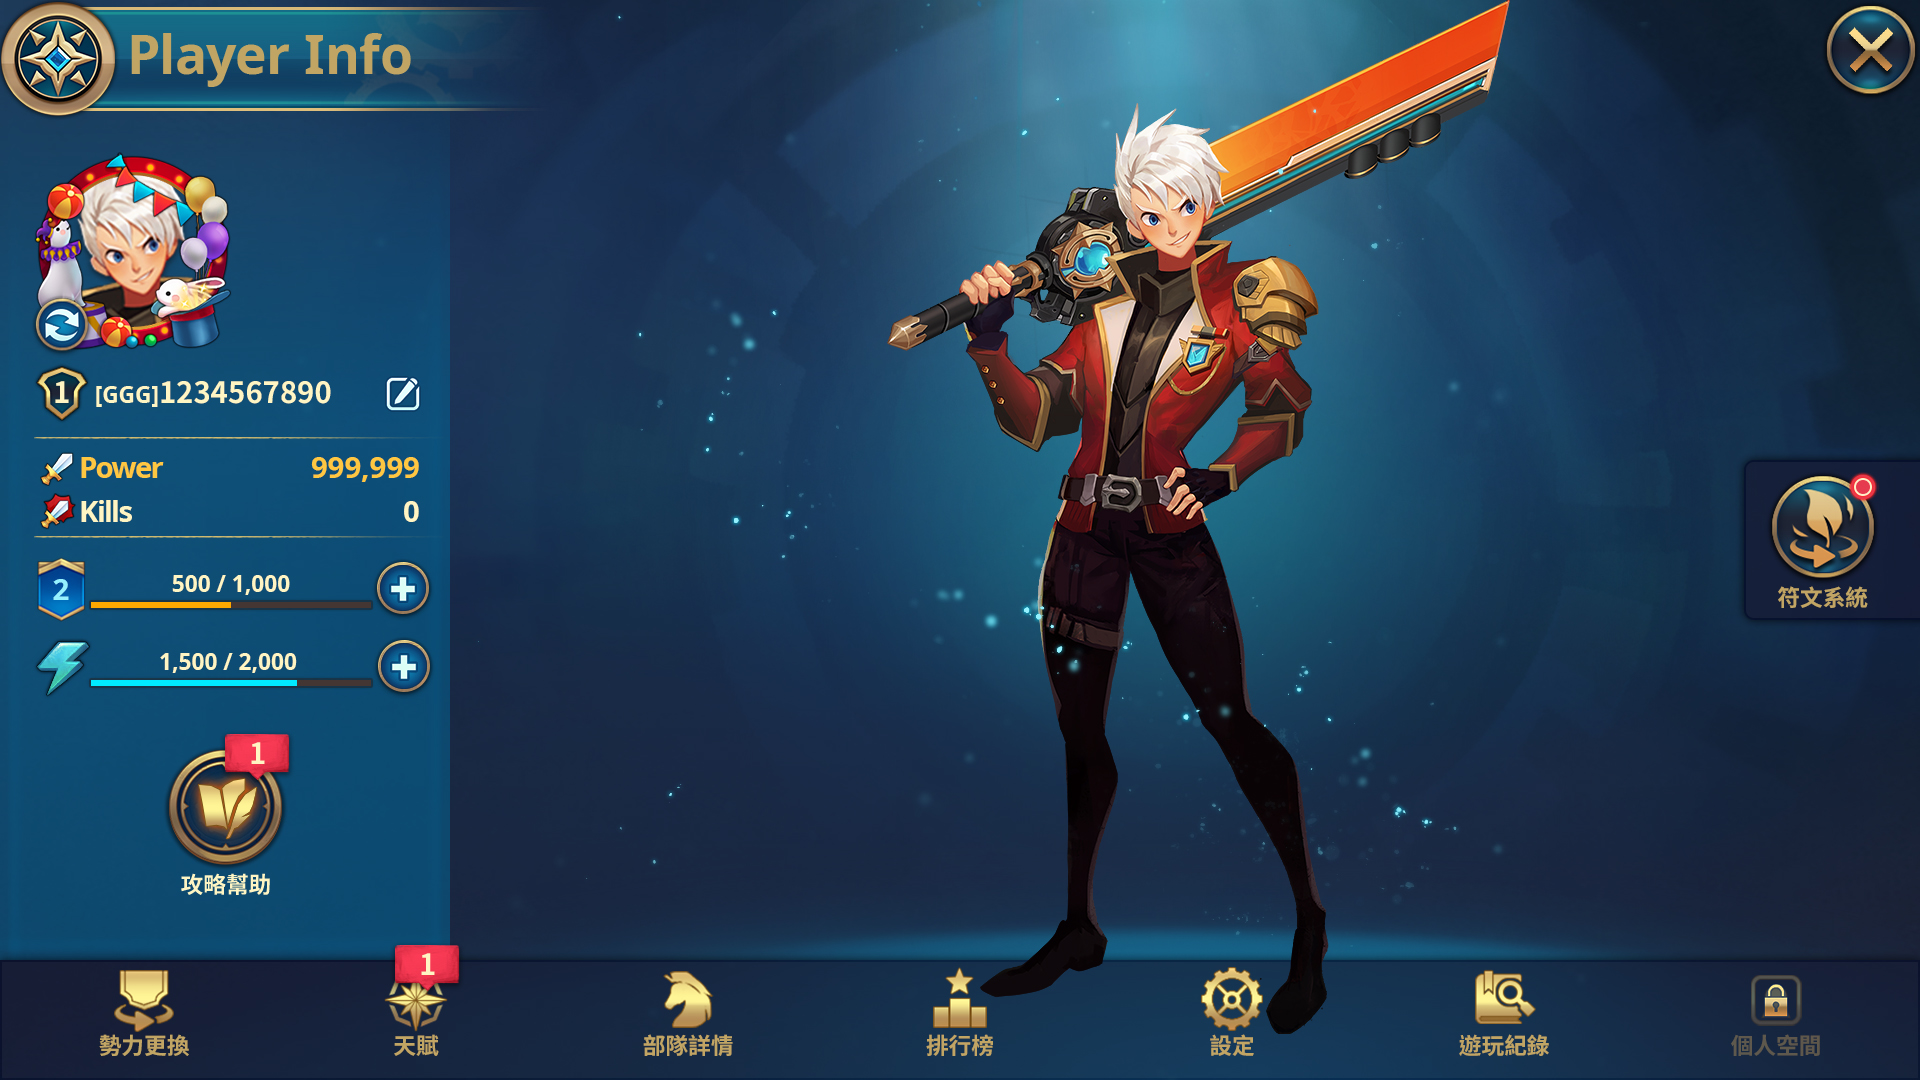 Player Info
1 [GGG]1234567890
Power 999,999
Kills 0
2 500 / 1,000
1,500 / 2,000
1
攻略幫助
符文系統
1
勢力更換 天賦 部隊詳情 排行榜 設定 遊玩紀錄 個人空間